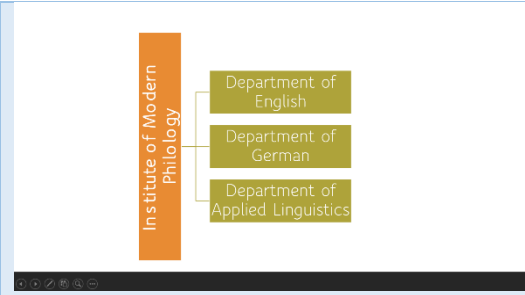 Institute of Modern
Philology
Department of
English
Department of
German
Department of
Applied Linguistics